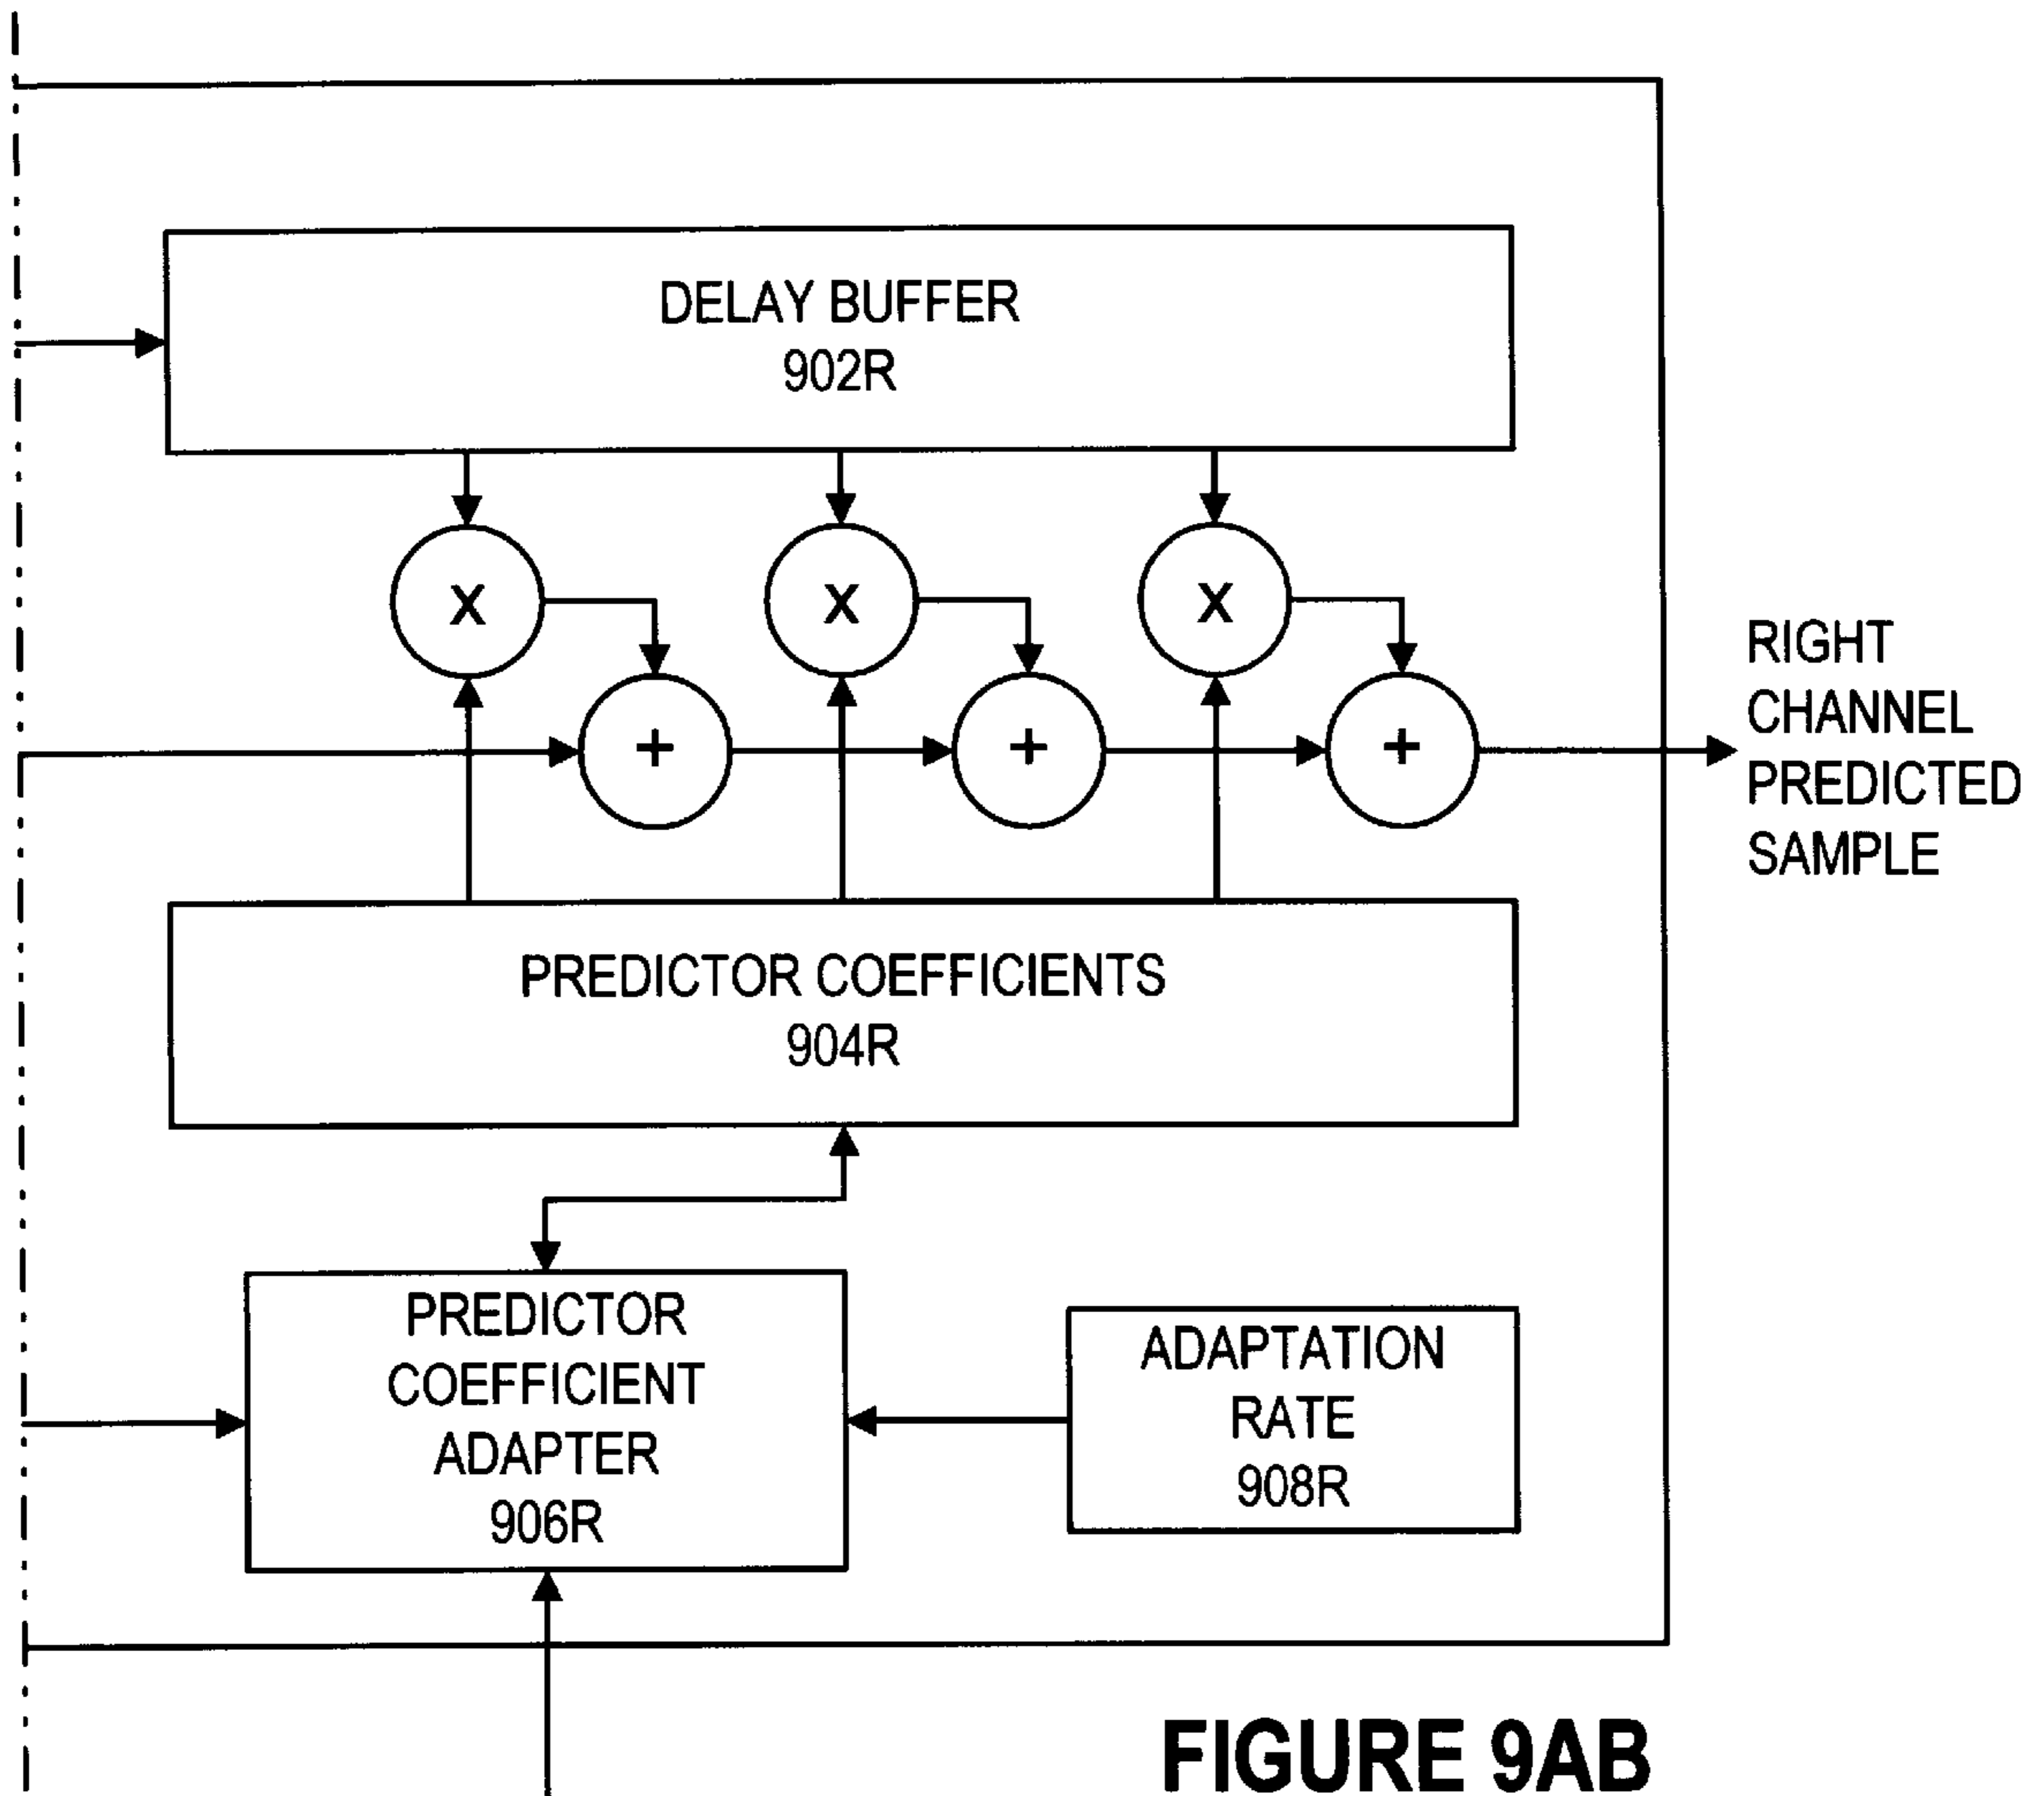 DELAY BUFFER
902R
X
X
X
+
+
+
RIGHT
CHANNEL
PREDICTED
SAMPLE
PREDICTOR COEFFICIENTS
904R
PREDICTOR
COEFFICIENT
ADAPTER
906R
ADAPTATION
RATE
908R
FIGURE 9AB